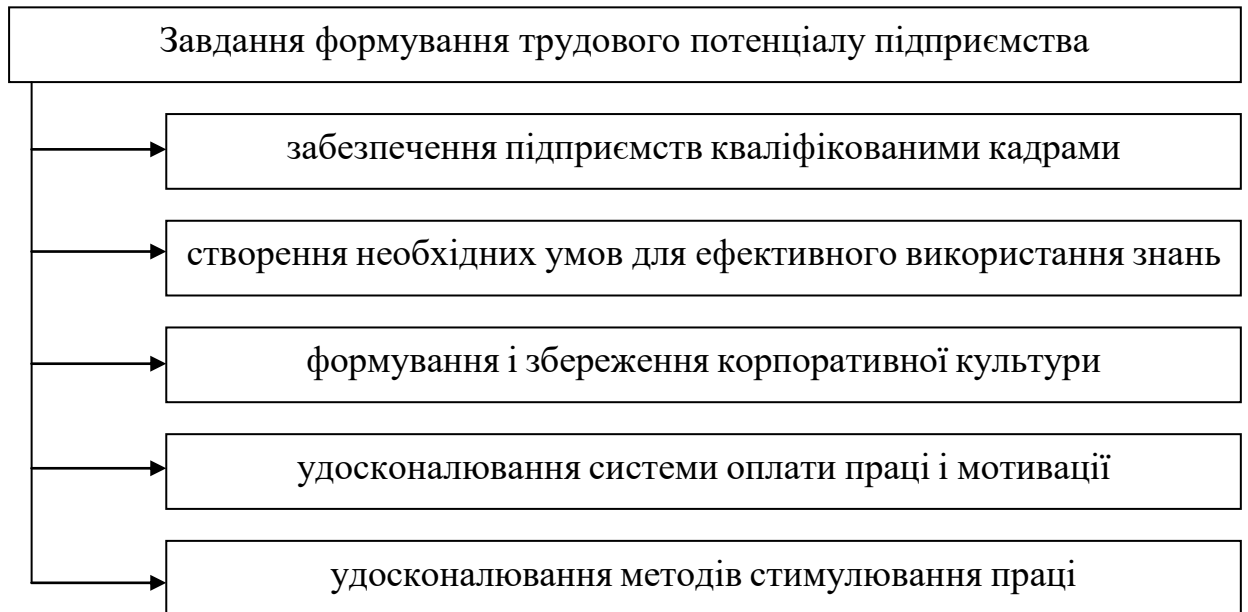 Завдання формування трудового потенціалу підприємства
забезпечення підприємств кваліфікованими кадрами
створення необхідних умов для ефективного використання знань
формування і збереження корпоративної культури
удосконалювання системи оплати праці і мотивації
удосконалювання методів стимулювання праці